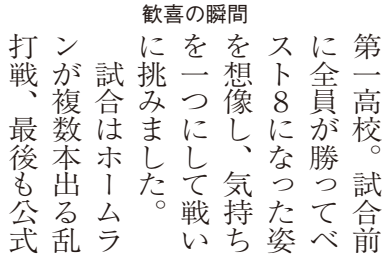 歓喜の瞬間
第一高校。試合前
に全員が勝ってベ
スト８になった姿
を想像し、気持ち
を一つにして戦い
に挑みました。
　試合はホームラ
ンが複数本出る乱
打戦、最後も公式